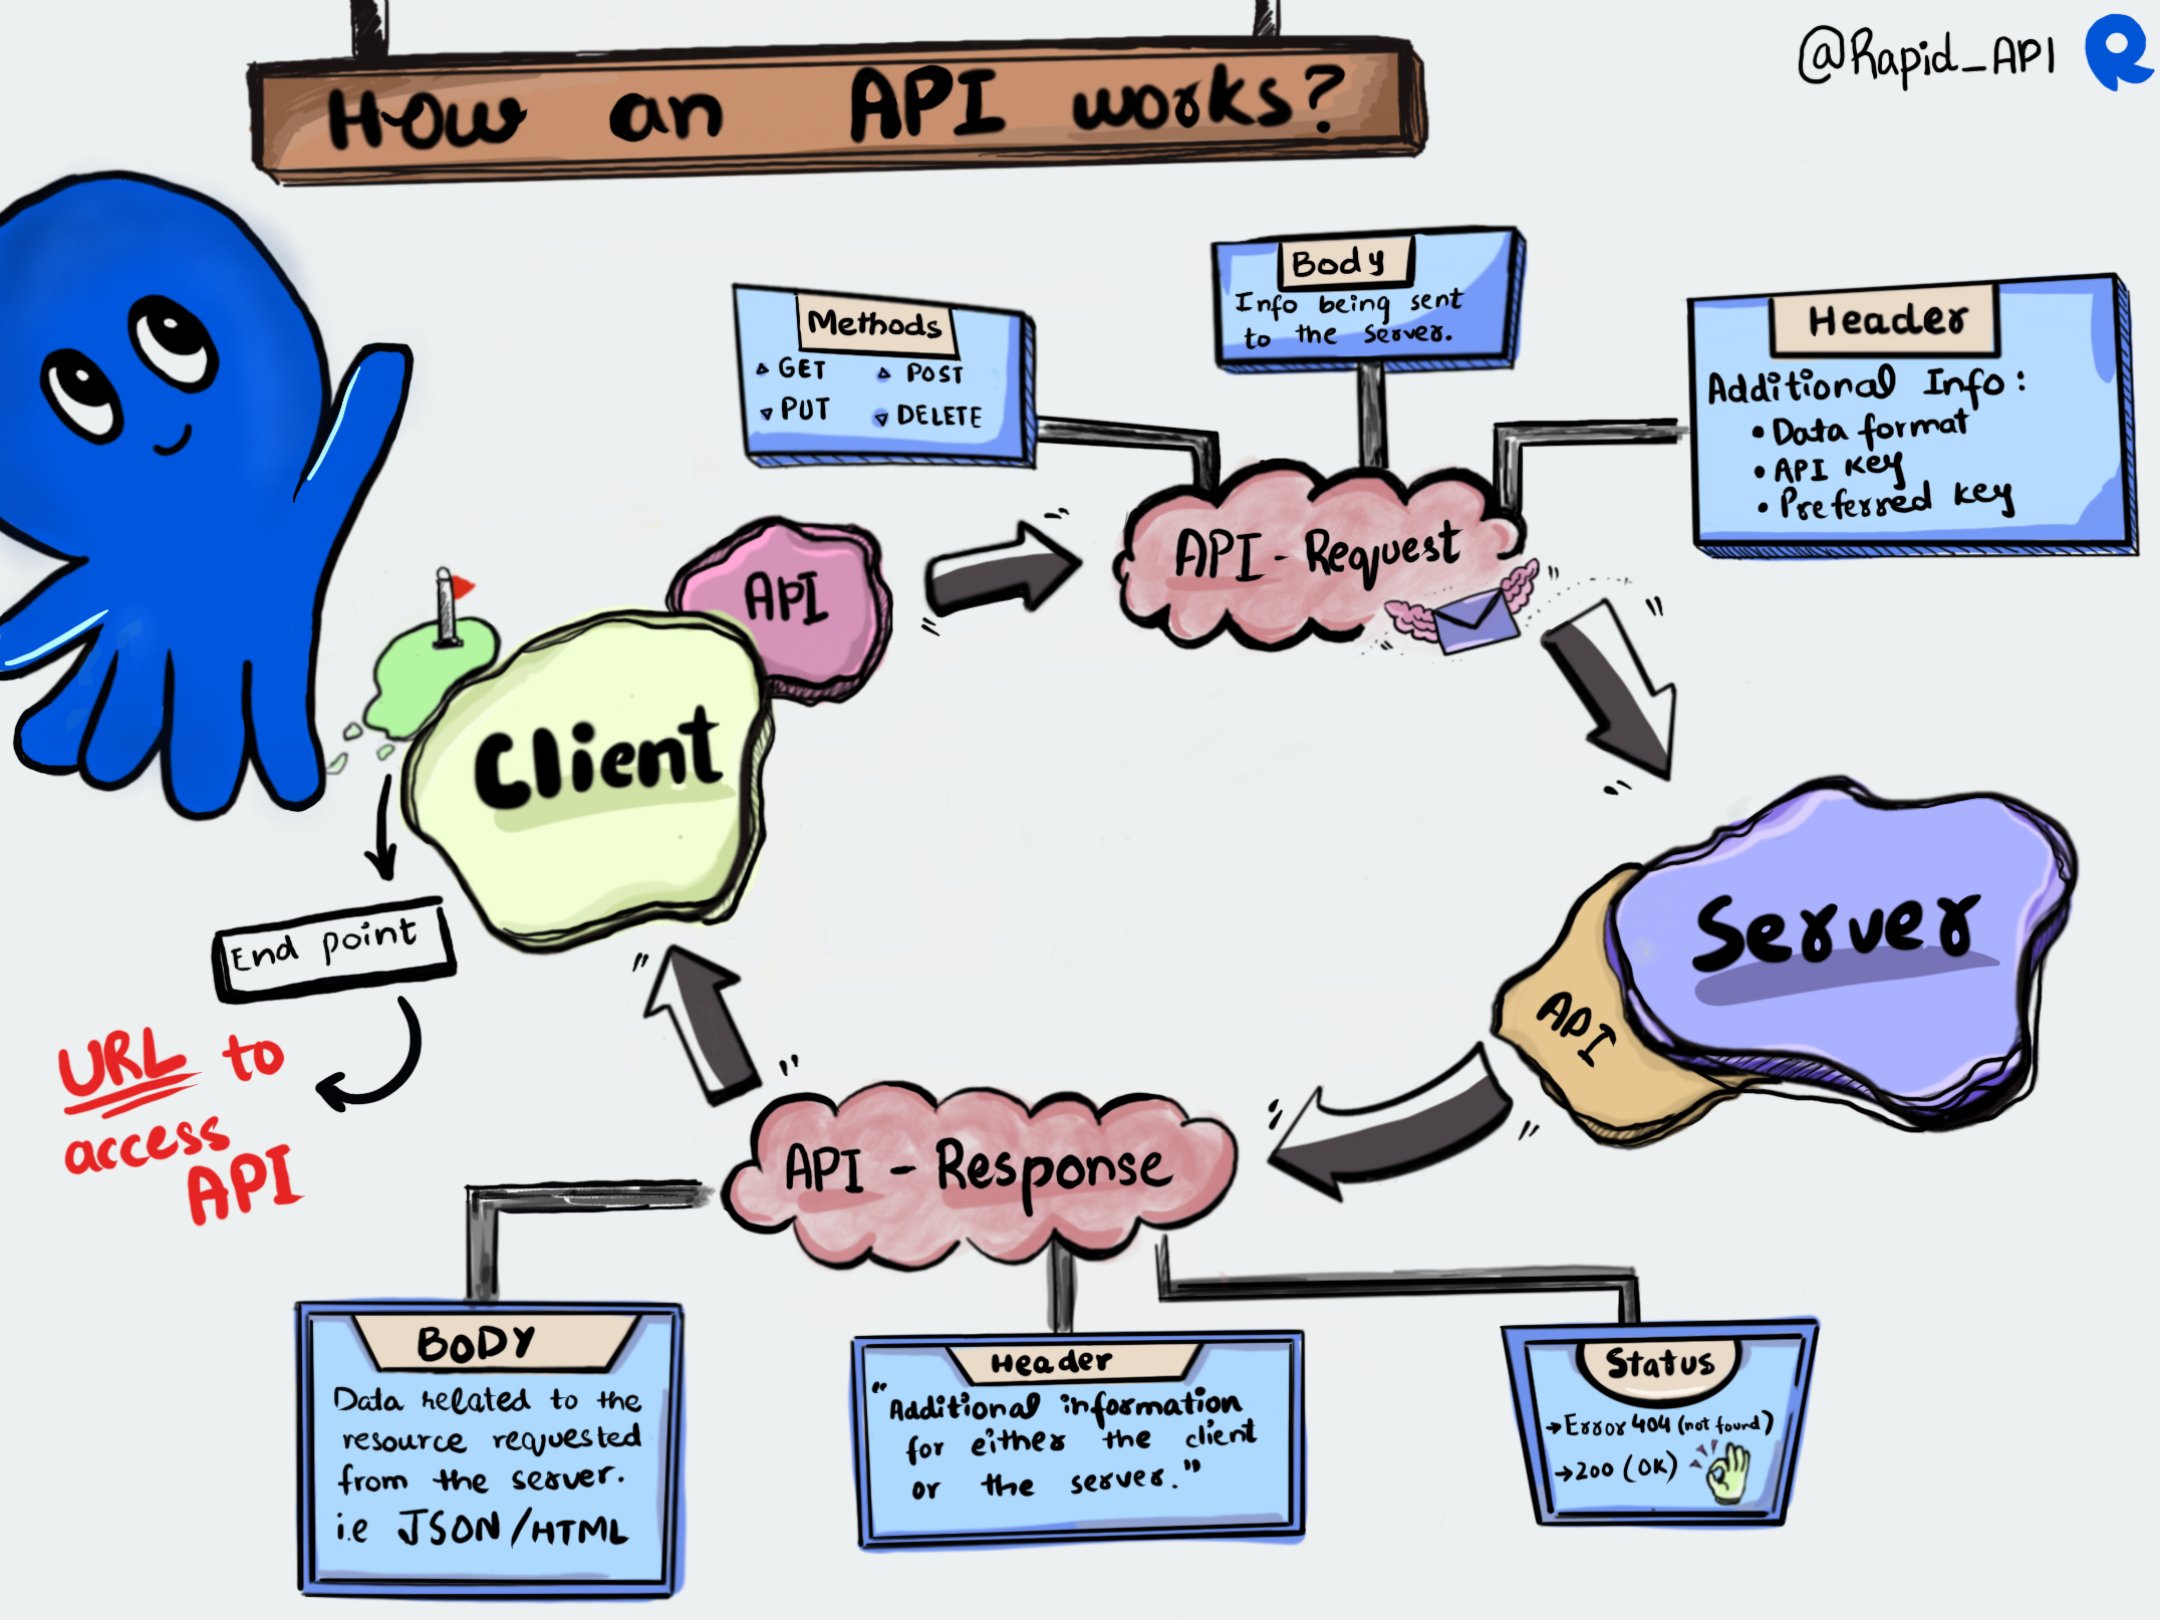 How an API works?
@Rapid_API
Methods
GET
POST
PUT
DELETE
Body
Info being sent
to the server.
Header
Additional Info:
• Data format
• API key
• Preferred key
API
API - Request
Client
End point
URL to
access
API
Server
API
API - Response
BODY
Data related to the
resource requested
from the server.
i.e JSON/HTML
Header
"Additional information
for either the client
or the server."
Status
→ Error 404 (not found)
→ 200 (OK)